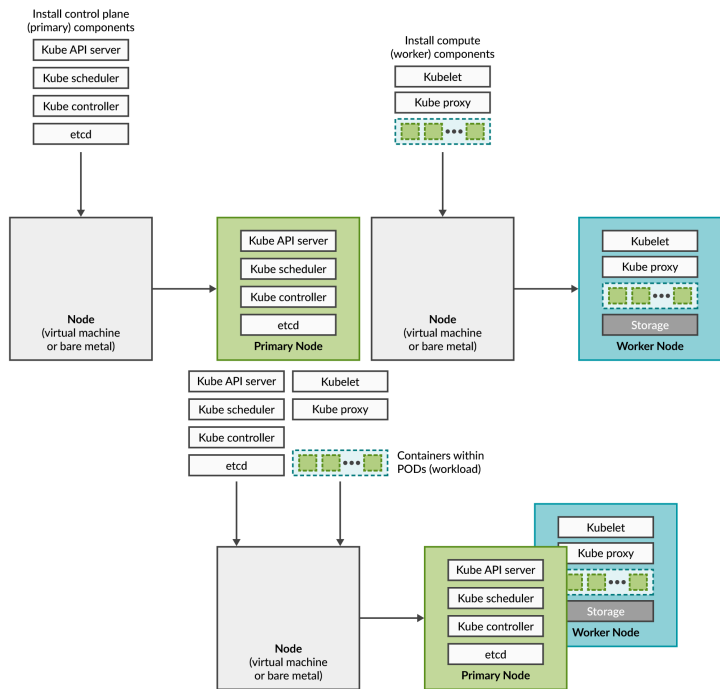 Install control plane
(primary) components
Kube API server
Kube scheduler
Kube controller
etcd
Install compute
(worker) components
Kubelet
Kube proxy
Node
(virtual machine
or bare metal)
Kube API server
Kube scheduler
Kube controller
etcd
Primary Node
Node
(virtual machine
or bare metal)
Kubelet
Kube proxy
Storage
Worker Node
Kube API server
Kube scheduler
Kube controller
etcd
Kubelet
Kube proxy
Containers within
PODs (workload)
Node
(virtual machine
or bare metal)
Kube API server
Kube scheduler
Kube controller
etcd
Primary Node
Kubelet
Kube proxy
Storage
Worker Node